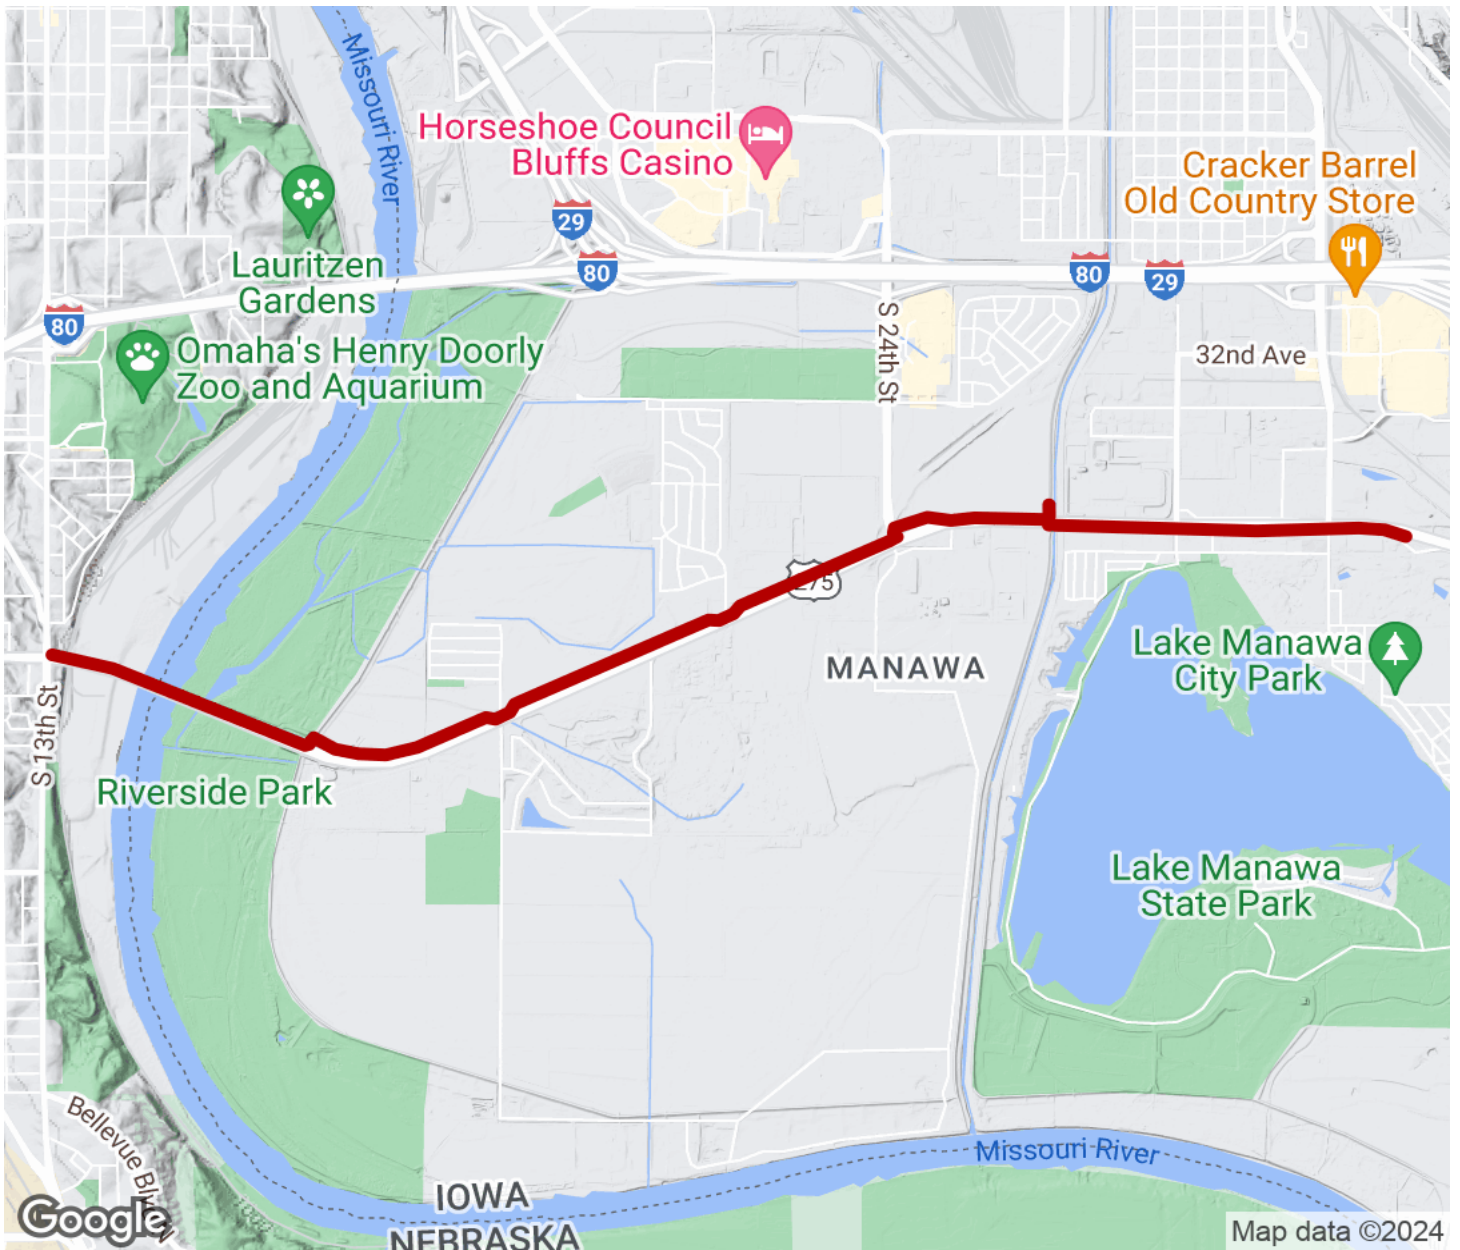 Missouri River
Horseshoe Council
Bluffs Casino
Cracker Barrel
Old Country Store
29
Lauritzen
Gardens
80
80
29
80
Omaha's Henry Doorly
Zoo and Aquarium
S 24th St
32nd Ave
275
MANAWA
Lake Manawa
City Park
S 13th St
Riverside Park
Lake Manawa
State Park
Bellevue Blvd N
Missouri River
IOWA
NEBRASKA
Google
Map data ©2024